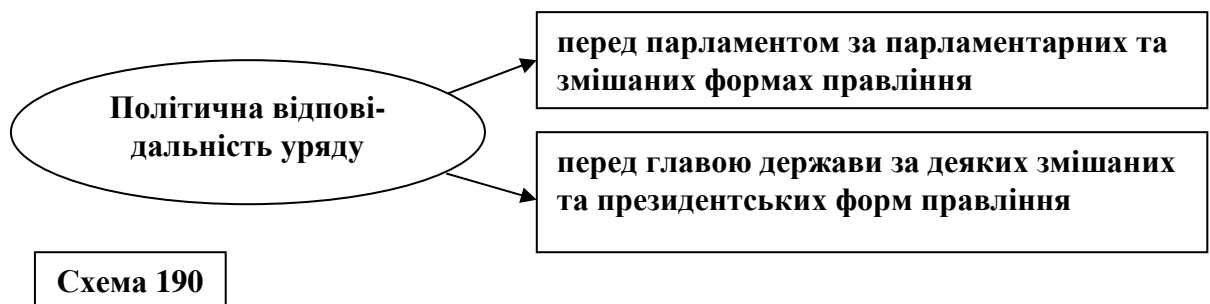 перед парламентом за парламентарних та
змішаних формах правління
Політична відпові-
дальність уряду
перед главою держави за деяких змішаних
та президентських форм правління
Схема 190